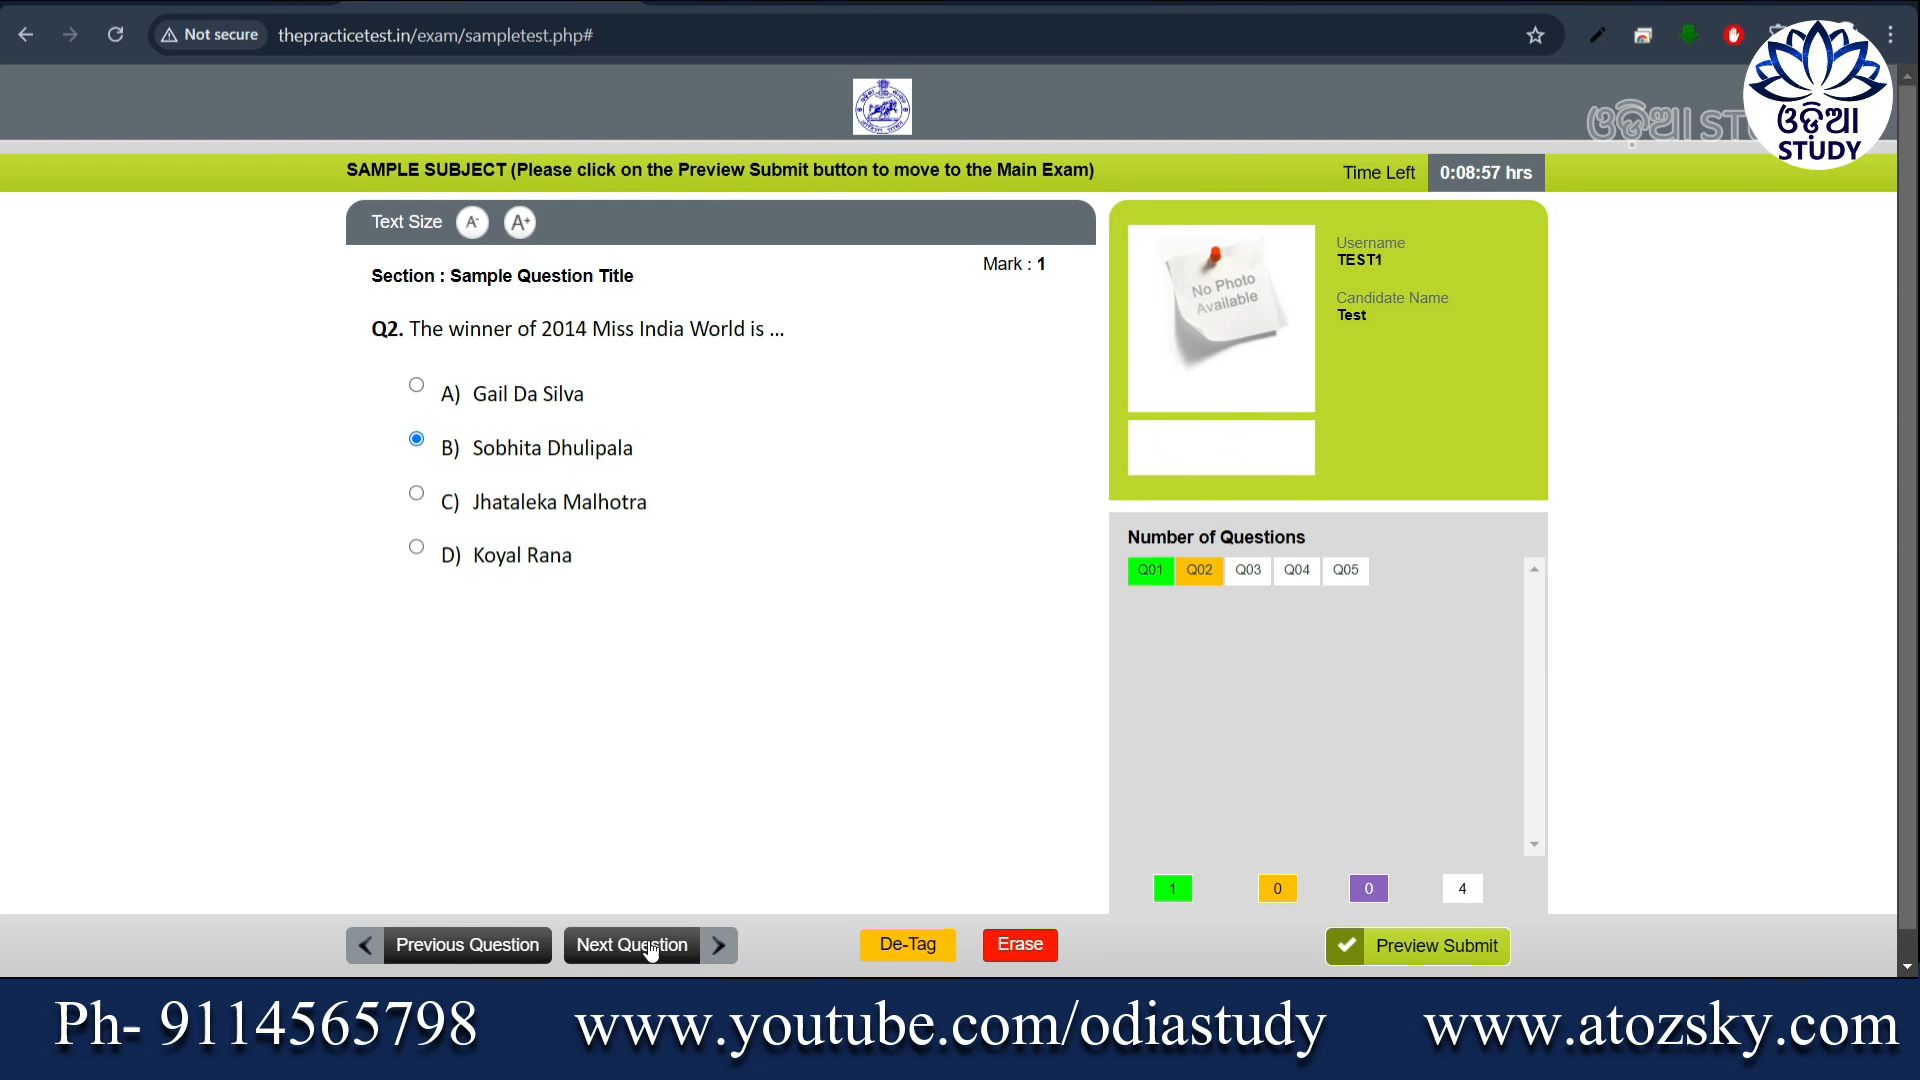 Not secure
thepracticetest.in/exam/sampletest.php#
ଓଡ଼ିଆ ST
ଓଡ଼ିଆ
STUDY
SAMPLE SUBJECT (Please click on the Preview Submit button to move to the Main Exam)
Time Left 0:08:57 hrs
Text Size A- A+
Section : Sample Question Title
Mark : 1
Q2. The winner of 2014 Miss India World is ...
A) Gail Da Silva
B) Sobhita Dhulipala
C) Jhataleka Malhotra
D) Koyal Rana
No Photo
Available
Username
TEST1
Candidate Name
Test
Number of Questions
Q01 Q02 Q03 Q04 Q05
1 0 0 4
Previous Question Next Question De-Tag Erase Preview Submit
Ph- 9114565798 www.youtube.com/odiastudy www.atozsky.com